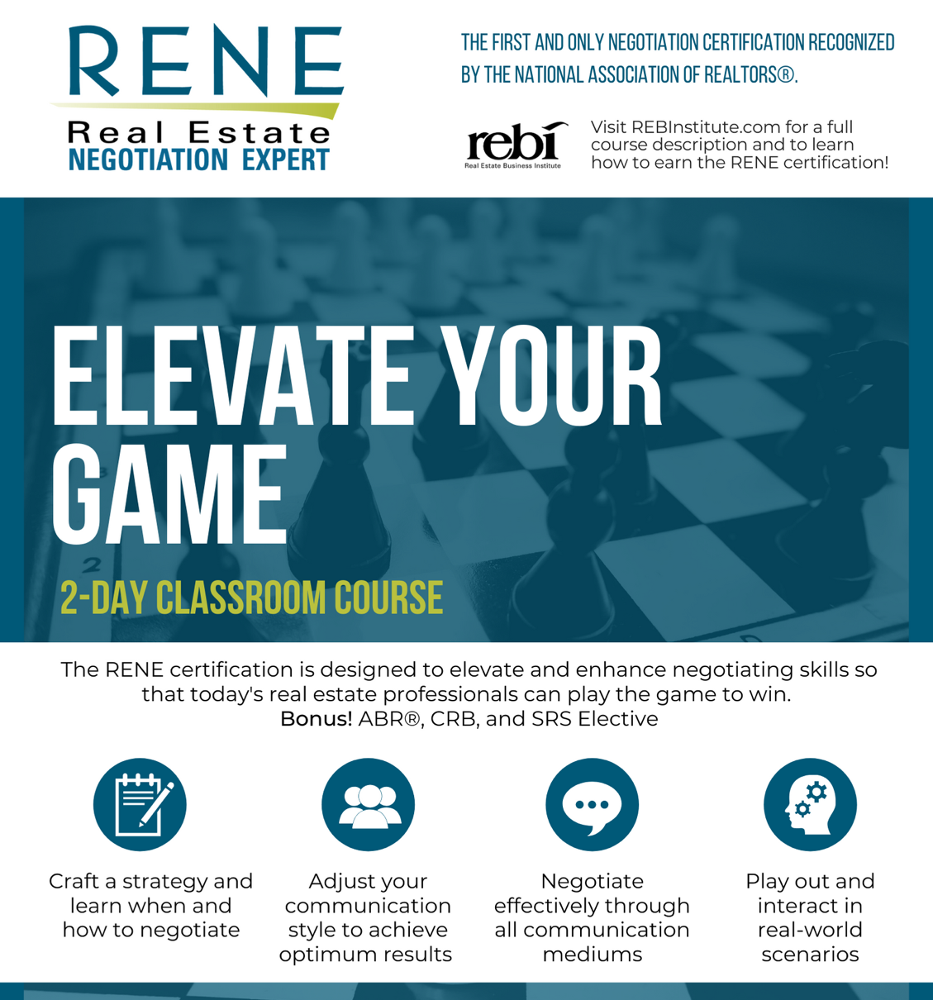 RENE
Real Estate
NEGOTIATION EXPERT
THE FIRST AND ONLY NEGOTIATION CERTIFICATION RECOGNIZED
BY THE NATIONAL ASSOCIATION OF REALTORS®.
rebi
Real Estate Business Institute
Visit REBInstitute.com for a full
course description and to learn
how to earn the RENE certification!
ELEVATE YOUR
GAME
2
2-DAY CLASSROOM COURSE
The RENE certification is designed to elevate and enhance negotiating skills so
that today's real estate professionals can play the game to win.
Bonus! ABR®, CRB, and SRS Elective
Craft a strategy and
learn when and
how to negotiate
Adjust your
communication
style to achieve
optimum results
Negotiate
effectively through
all communication
mediums
Play out and
interact in
real-world
scenarios